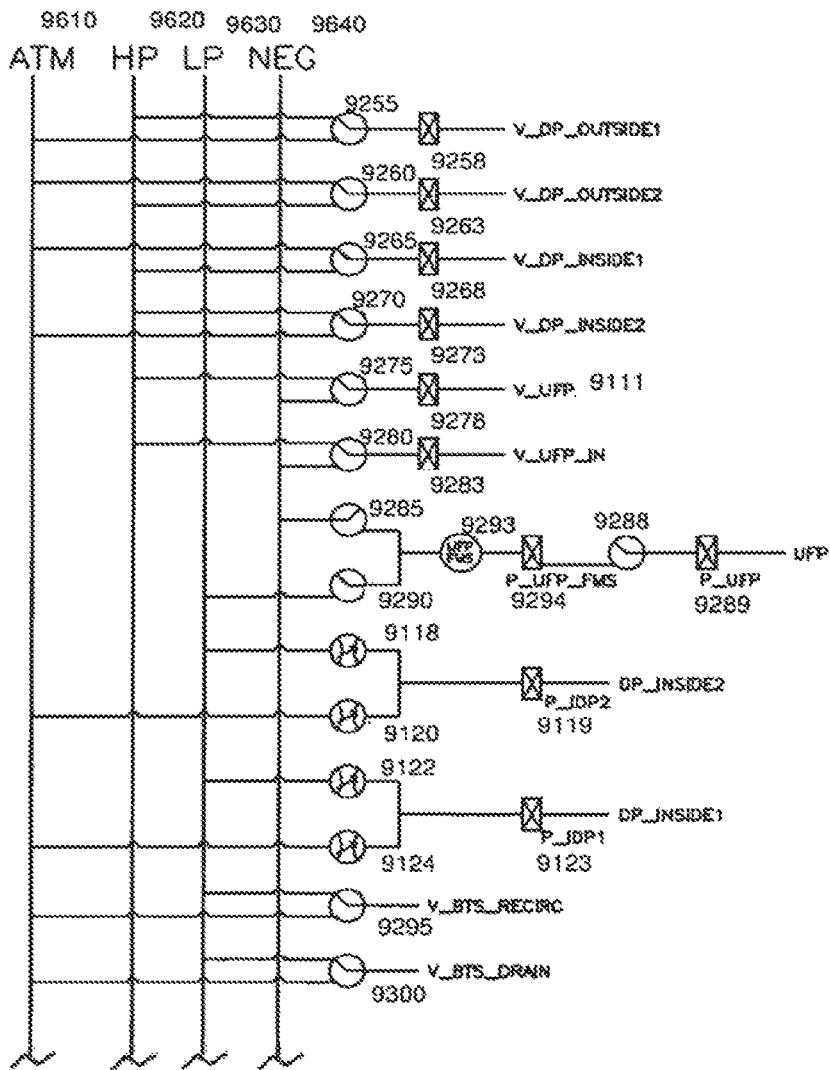 9610 9620 9630 9640
ATM HP LP NEG
9255
V_DP_OUTSIDE1
9258
9260
V_DP_OUTSIDE2
9263
9265
V_DP_INSIDE1
9268
9270
V_DP_INSIDE2
9273
9275
V_UFP 9111
9278
9280
V_UFP_IN
9283
9285
9293 9288
UFP FMS
UFP
P_UFP_FMS P_UFP
9290 9294 9289
9118
DP_INSIDE2
P_IDP2
9120 9119
9122
DP_INSIDE1
P_IDP1
9124 9123
V_BTS_RECIRC
9295
V_BTS_DRAIN
9300